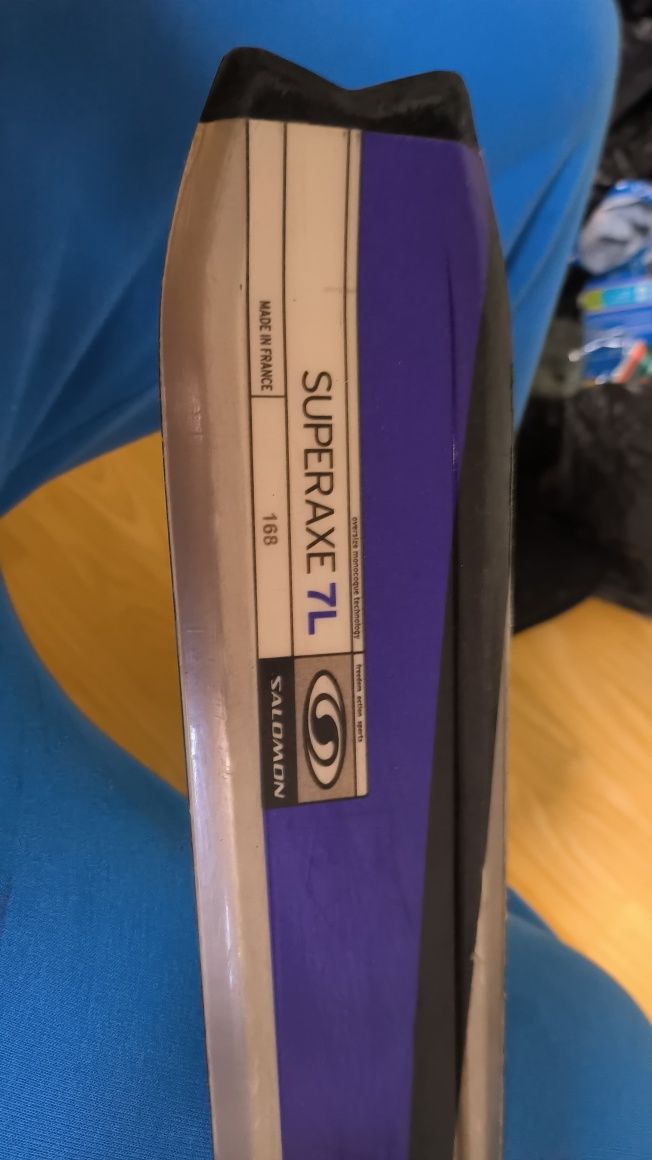 MADE IN FRANCE
168
SUPERAXE 7L
oversize monocoque technology
freedom action sports
SALOMON